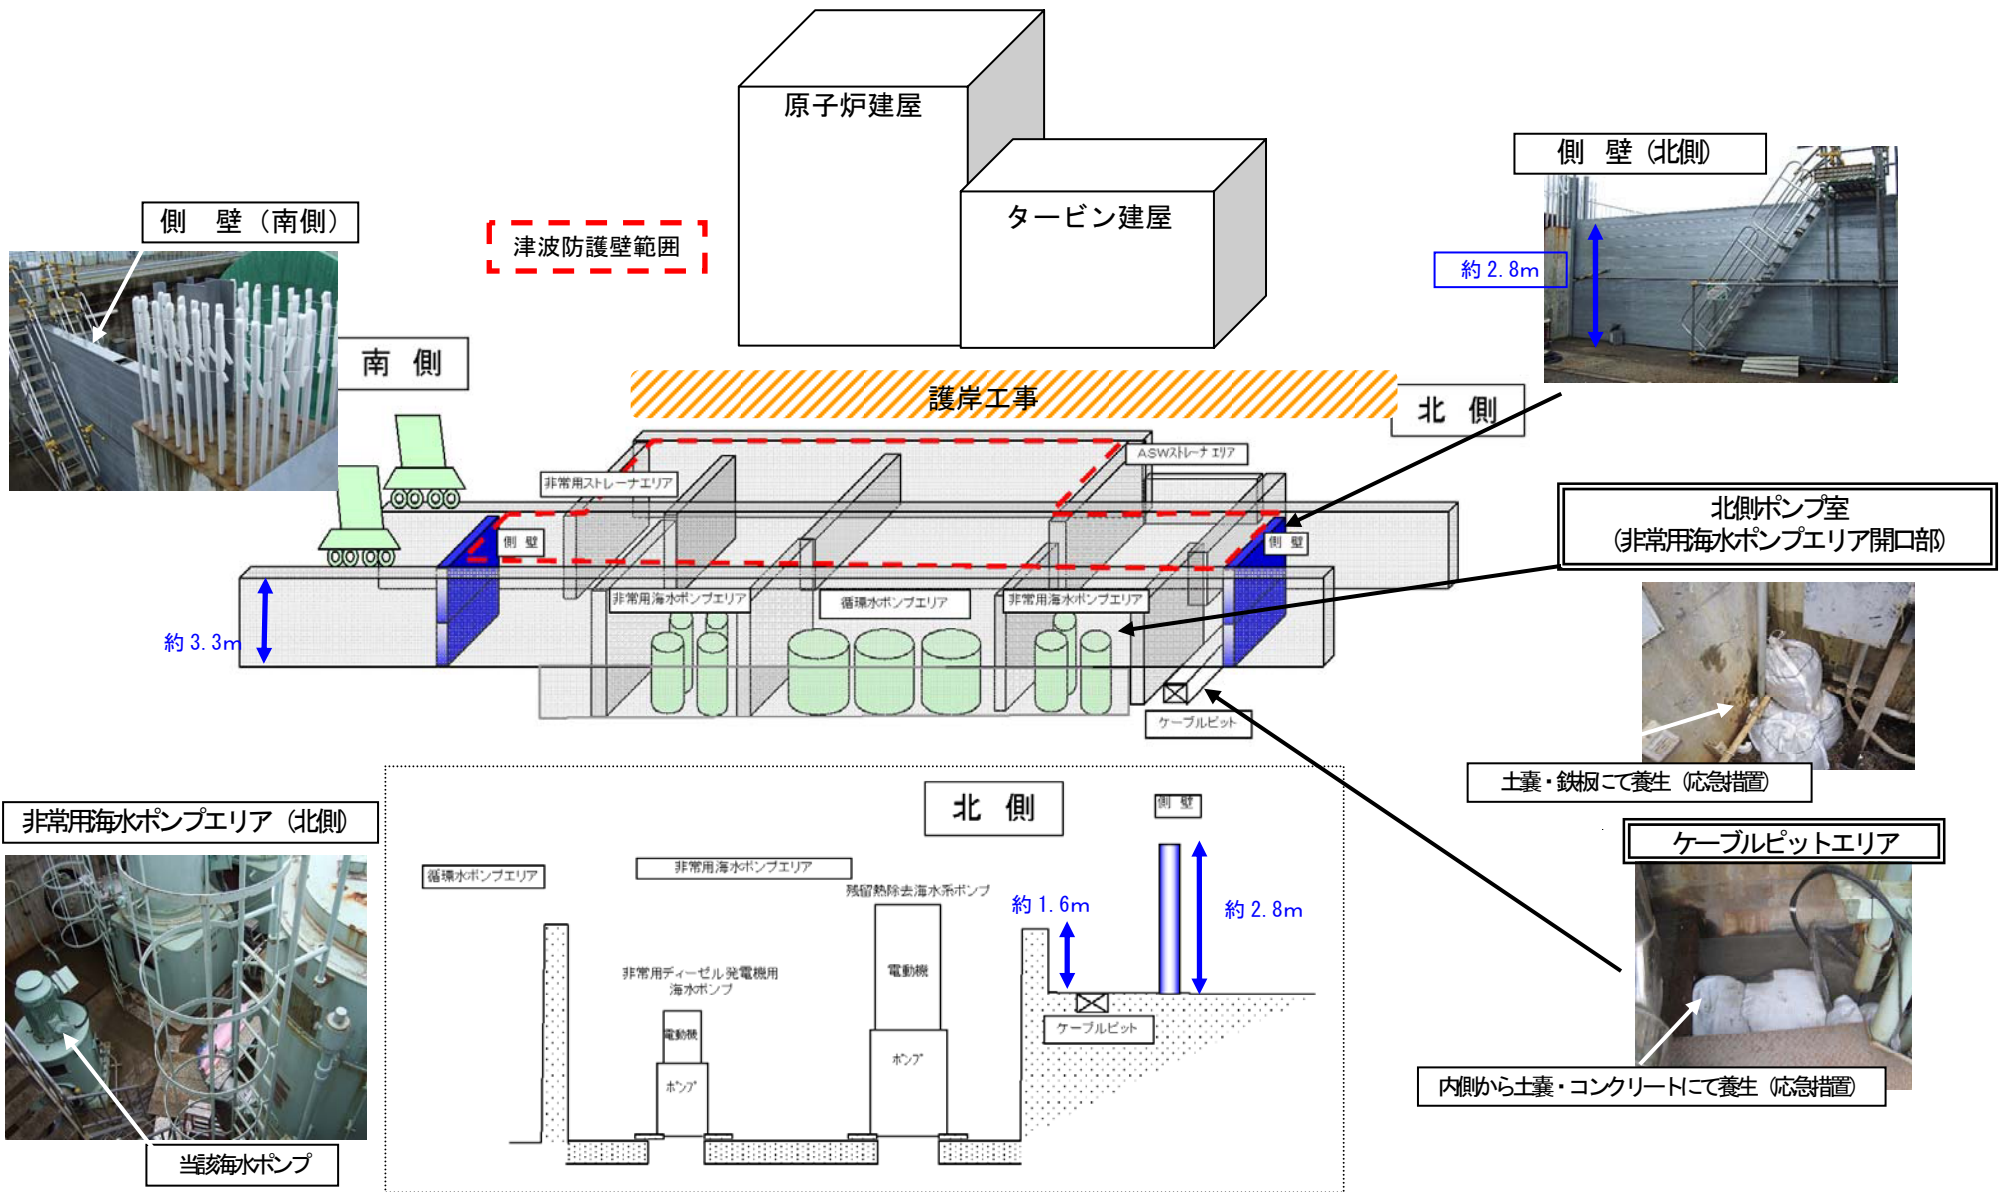 原子炉建屋
タービン建屋
側　壁（北側）
約2.8m
側　壁（南側）
津波防護壁範囲
南 側
護岸工事
北 側
ASWストレーナエリア
非常用ストレーナエリア
側 壁
側 壁
北側ポンプ室
（非常用海水ポンプエリア開口部）
非常用海水ポンプエリア
循環水ポンプエリア
非常用海水ポンプエリア
約3.3m
ケーブルピット
土嚢・鉄板にて養生（応急措置）
非常用海水ポンプエリア（北側）
当該海水ポンプ
北 側
側 壁
循環水ポンプエリア
非常用海水ポンプエリア
残留熱除去海水系ポンプ
約1.6m
約2.8m
非常用ディーゼル発電機用
海水ポンプ
電動機
電動機
ポンプ
ポンプ
ケーブルピット
ケーブルピットエリア
内側から土嚢・コンクリートにて養生（応急措置）